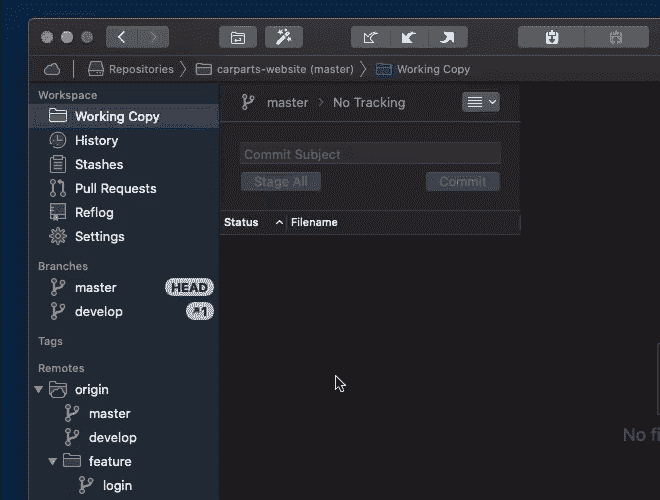 Repositories carparts-website (master) Working Copy
Workspace
Working Copy
History
Stashes
Pull Requests
Reflog
Settings
Branches
master HEAD
develop 1
Tags
Remotes
origin
master
develop
feature
login
master > No Tracking
Commit Subject
Stage All Commit
Status Filename
No fi